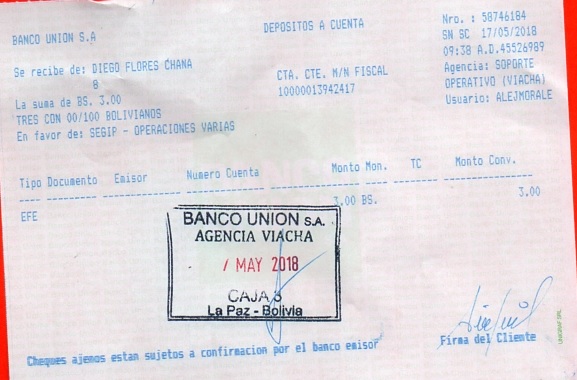 BANCO UNION S.A
DEPOSITOS A CUENTA
Nro. : 58746184
SN SC 17/05/2018
09:38 A.D.45526989
Agencia: SOPORTE
OPERATIVO (VIACHA)
Usuario: ALEJMORALE
Se recibe de: DIEGO FLORES CHANA
8
La suma de BS. 3.00
TRES CON 00/100 BOLIVIANOS
En favor de: SEGIP - OPERACIONES VARIAS
CTA. CTE. M/N FISCAL
10000013942417
Tipo Documento Emisor Numero Cuenta Monto Mon. TC Monto Conv.
EFE 3.00 BS. 3.00
BANCO UNION S.A.
AGENCIA VIACHA
MAY 2018
CAJA 3
La Paz - Bolivia
Firma del Cliente
Cheques ajenos estan sujetos a confirmacion por el banco emisor